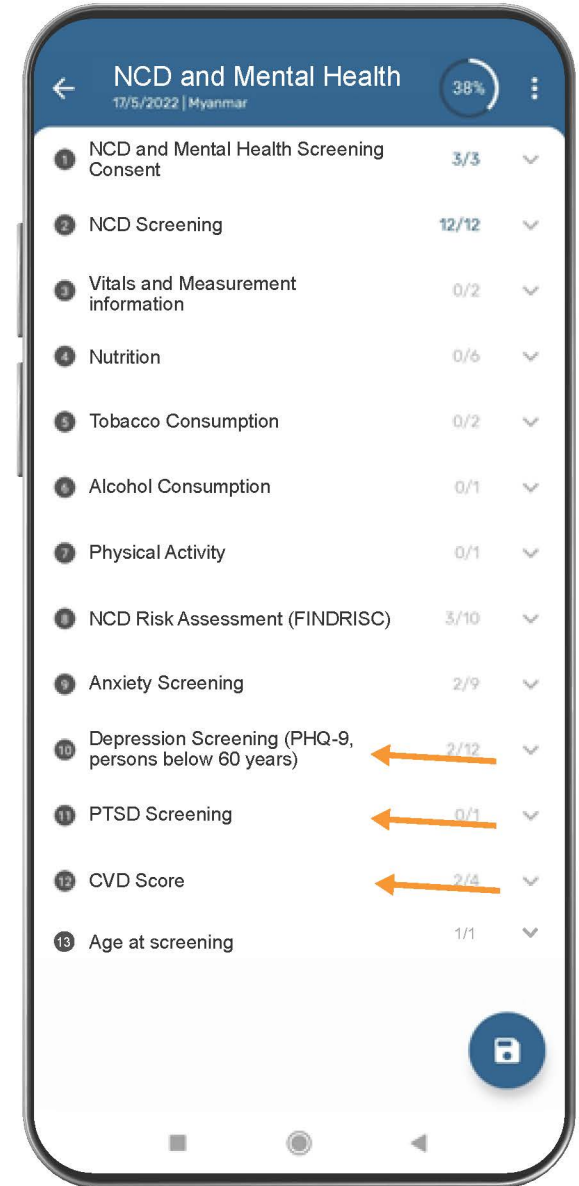 NCD and Mental Health
38%
17/5/2022 | Myanmar
1 NCD and Mental Health Screening
Consent
3/3
2 NCD Screening 12/12
3 Vitals and Measurement
information
0/2
4 Nutrition 0/6
5 Tobacco Consumption 0/2
6 Alcohol Consumption 0/1
7 Physical Activity 0/1
8 NCD Risk Assessment (FINDRISC) 3/10
9 Anxiety Screening 2/9
10 Depression Screening (PHQ-9,
persons below 60 years)
2/12
11 PTSD Screening 0/1
12 CVD Score 2/4
13 Age at screening 1/1